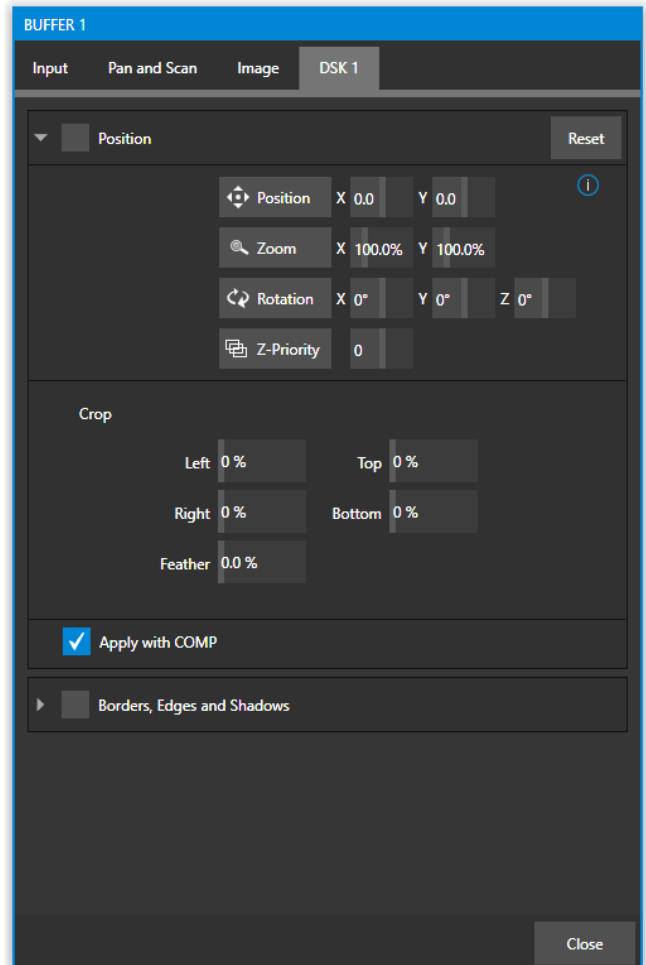 BUFFER 1
Input Pan and Scan Image DSK 1
Position Reset
Position X 0.0 Y 0.0
Zoom X 100.0% Y 100.0%
Rotation X 0° Y 0° Z 0°
Z-Priority 0
Crop
Left 0 % Top 0 %
Right 0 % Bottom 0 %
Feather 0.0 %
Apply with COMP
Borders, Edges and Shadows
Close